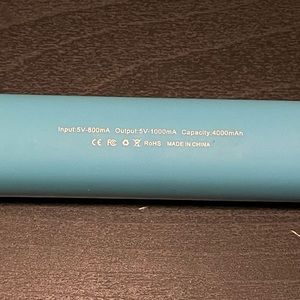 Input:5V-800mA Output:5V-1000mA Capacity:4000mAh
CE FC RoHS MADE IN CHINA